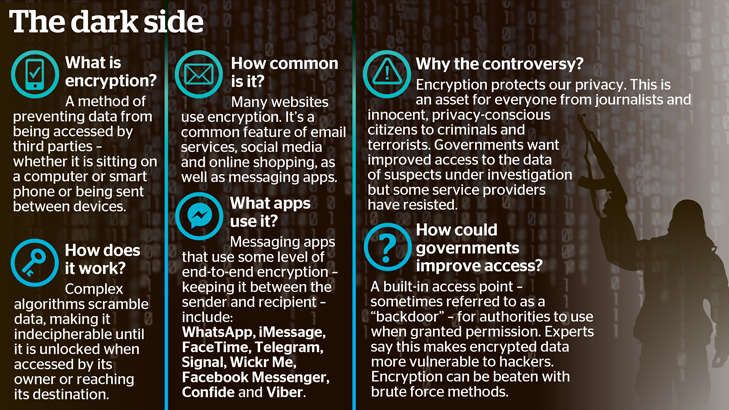 The dark side
What is
encryption?
A method of
preventing data from
being accessed by
third parties –
whether it is sitting on
a computer or smart
phone or being sent
between devices.
How does
it work?
Complex
algorithms scramble
data, making it
indecipherable until
it is unlocked when
accessed by its
owner or reaching
its destination.
How common
is it?
Many websites
use encryption. It's a
common feature of email
services, social media
and online shopping, as
well as messaging apps.
What apps
use it?
Messaging apps
that use some level of
end-to-end encryption –
keeping it between the
sender and recipient –
include:
WhatsApp, iMessage,
FaceTime, Telegram,
Signal, Wickr Me,
Facebook Messenger,
Confide and Viber.
Why the controversy?
Encryption protects our privacy. This is
an asset for everyone from journalists and
innocent, privacy-conscious
citizens to criminals and
terrorists. Governments want
improved access to the data
of suspects under investigation
but some service providers
have resisted.
How could
governments
improve access?
A built-in access point –
sometimes referred to as a
“backdoor” – for authorities to use
when granted permission. Experts
say this makes encrypted data
more vulnerable to hackers.
Encryption can be beaten with
brute force methods.